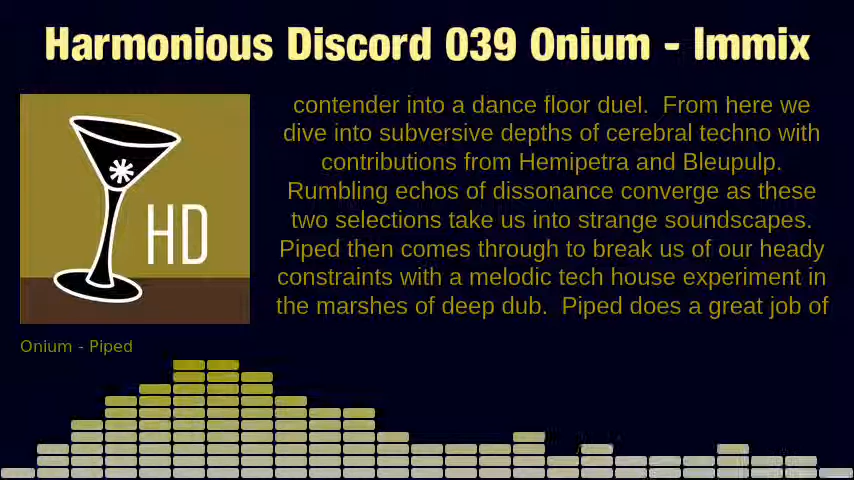 Harmonious Discord 039 Onium - Immix
contender into a dance floor duel.  From here we
dive into subversive depths of cerebral techno with
contributions from Hemipetra and Bleupulp.
Rumbling echos of dissonance converge as these
two selections take us into strange soundscapes.
Piped then comes through to break us of our heady
constraints with a melodic tech house experiment in
the marshes of deep dub.  Piped does a great job of
HD
Onium - Piped